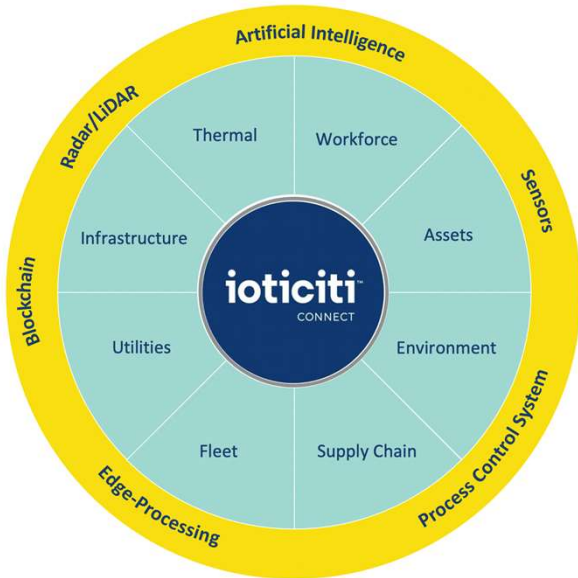 Artificial Intelligence
Radar/LiDAR
Sensors
Blockchain
Edge-Processing
Process Control System
Thermal
Workforce
Infrastructure
Assets
Utilities
Environment
Fleet
Supply Chain
ioticiti™
CONNECT